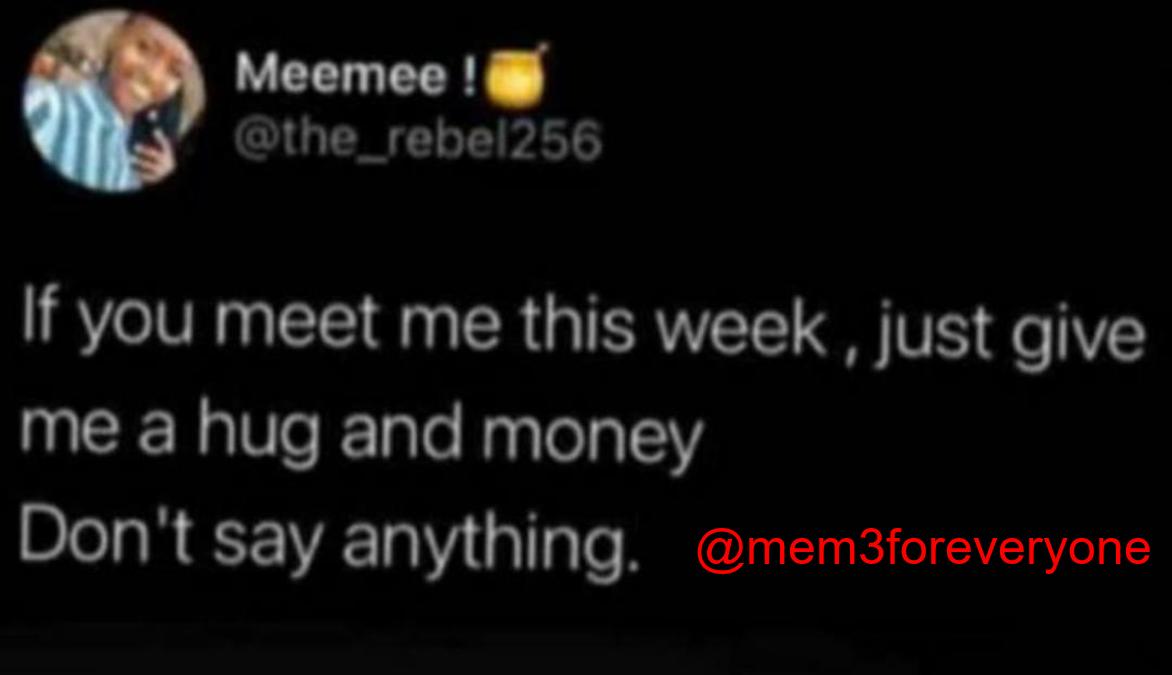 Meemee !🍯
@the_rebel256
If you meet me this week , just give
me a hug and money
Don't say anything.
@mem3foreveryone